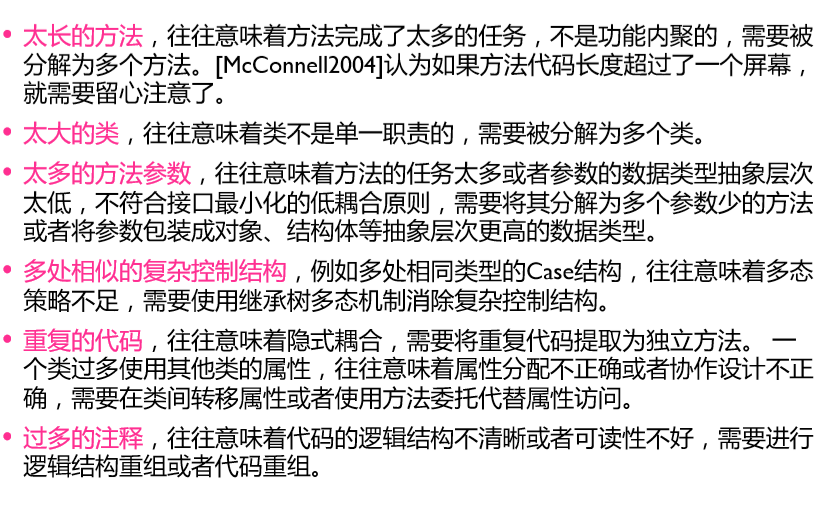 • 太长的方法，往往意味着方法完成了太多的任务，不是功能内聚的，需要被
分解为多个方法。[McConnell2004]认为如果方法代码长度超过了一个屏幕，
就需要留心注意了。
• 太大的类，往往意味着类不是单一职责的，需要被分解为多个类。
• 太多的方法参数，往往意味着方法的任务太多或者参数的数据类型抽象层次
太低，不符合接口最小化的低耦合原则，需要将其分解为多个参数少的方法
或者将参数包装成对象、结构体等抽象层次更高的数据类型。
• 多处相似的复杂控制结构，例如多处相同类型的Case结构，往往意味着多态
策略不足，需要使用继承树多态机制消除复杂控制结构。
• 重复的代码，往往意味着隐式耦合，需要将重复代码提取为独立方法。 一
个类过多使用其他类的属性，往往意味着属性分配不正确或者协作设计不正
确，需要在类间转移属性或者使用方法委托代替属性访问。
• 过多的注释，往往意味着代码的逻辑结构不清晰或者可读性不好，需要进行
逻辑结构重组或者代码重组。